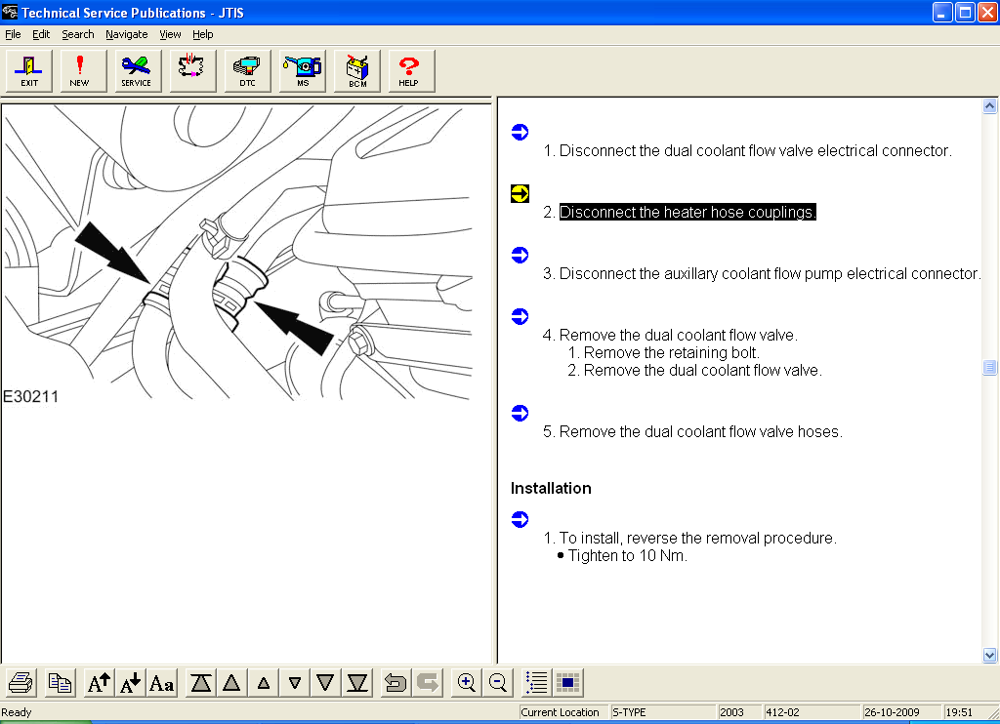 Technical Service Publications - JTIS
File Edit Search Navigate View Help
EXIT NEW SERVICE DTC MS BCM HELP
E30211
1. Disconnect the dual coolant flow valve electrical connector.
2. Disconnect the heater hose couplings.
3. Disconnect the auxillary coolant flow pump electrical connector.
4. Remove the dual coolant flow valve.
1. Remove the retaining bolt.
2. Remove the dual coolant flow valve.
5. Remove the dual coolant flow valve hoses.
Installation
1. To install, reverse the removal procedure.
• Tighten to 10 Nm.
A A Aa
Ready Current Location S-TYPE 2003 412-02 26-10-2009 19:51